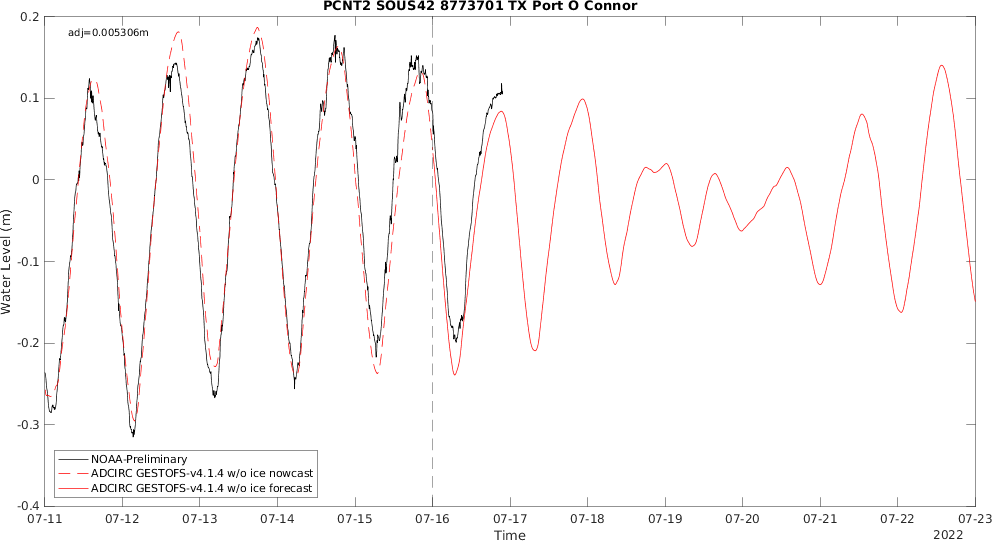 PCNT2 SOUS42 8773701 TX Port O Connor
adj=0.005306m
0.2
0.1
0
-0.1
-0.2
-0.3
-0.4
Water Level (m)
NOAA-Preliminary
ADCIRC GESTOFS-v4.1.4 w/o ice nowcast
ADCIRC GESTOFS-v4.1.4 w/o ice forecast
07-11 07-12 07-13 07-14 07-15 07-16 07-17 07-18 07-19 07-20 07-21 07-22 07-23
Time
2022